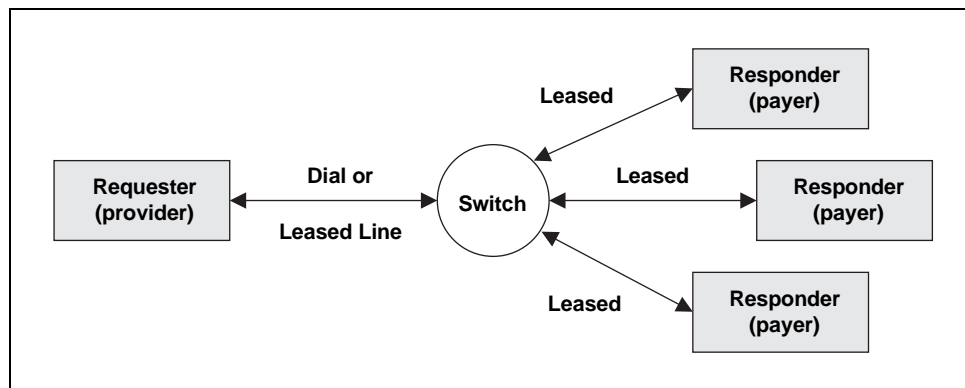 Requester
(provider)
Dial or
Leased Line
Switch
Leased
Responder
(payer)
Leased
Responder
(payer)
Leased
Responder
(payer)